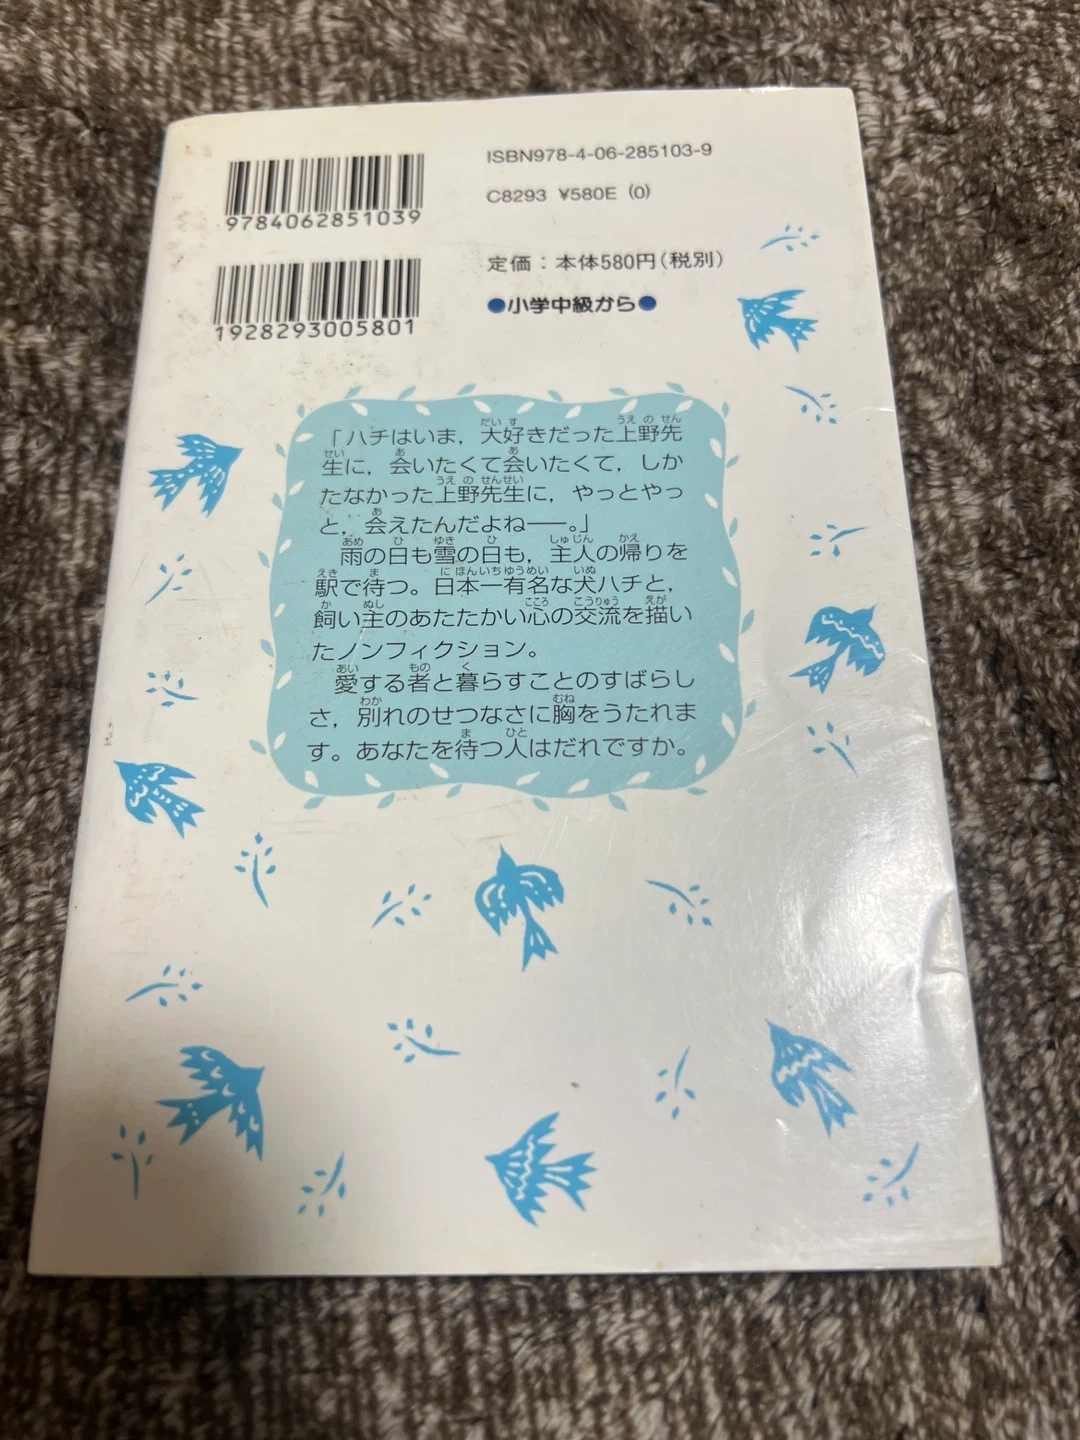 9784062851039
ISBN978-4-06-285103-9
C8293 ¥580E (0)
1928293005801
定価：本体580円(税別)
●小学中級から●
「ハチはいま，大好きだった上野先
生に，会いたくて会いたくて，しか
たなかった上野先生に，やっとやっ
と，会えたんだよね──。」
雨の日も雪の日も，主人の帰りを
駅で待つ。日本一有名な犬ハチと，
飼い主のあたたかい心の交流を描い
たノンフィクション。
愛する者と暮らすことのすばらし
さ，別れのせつなさに胸をうたれま
す。あなたを待つ人はだれですか。